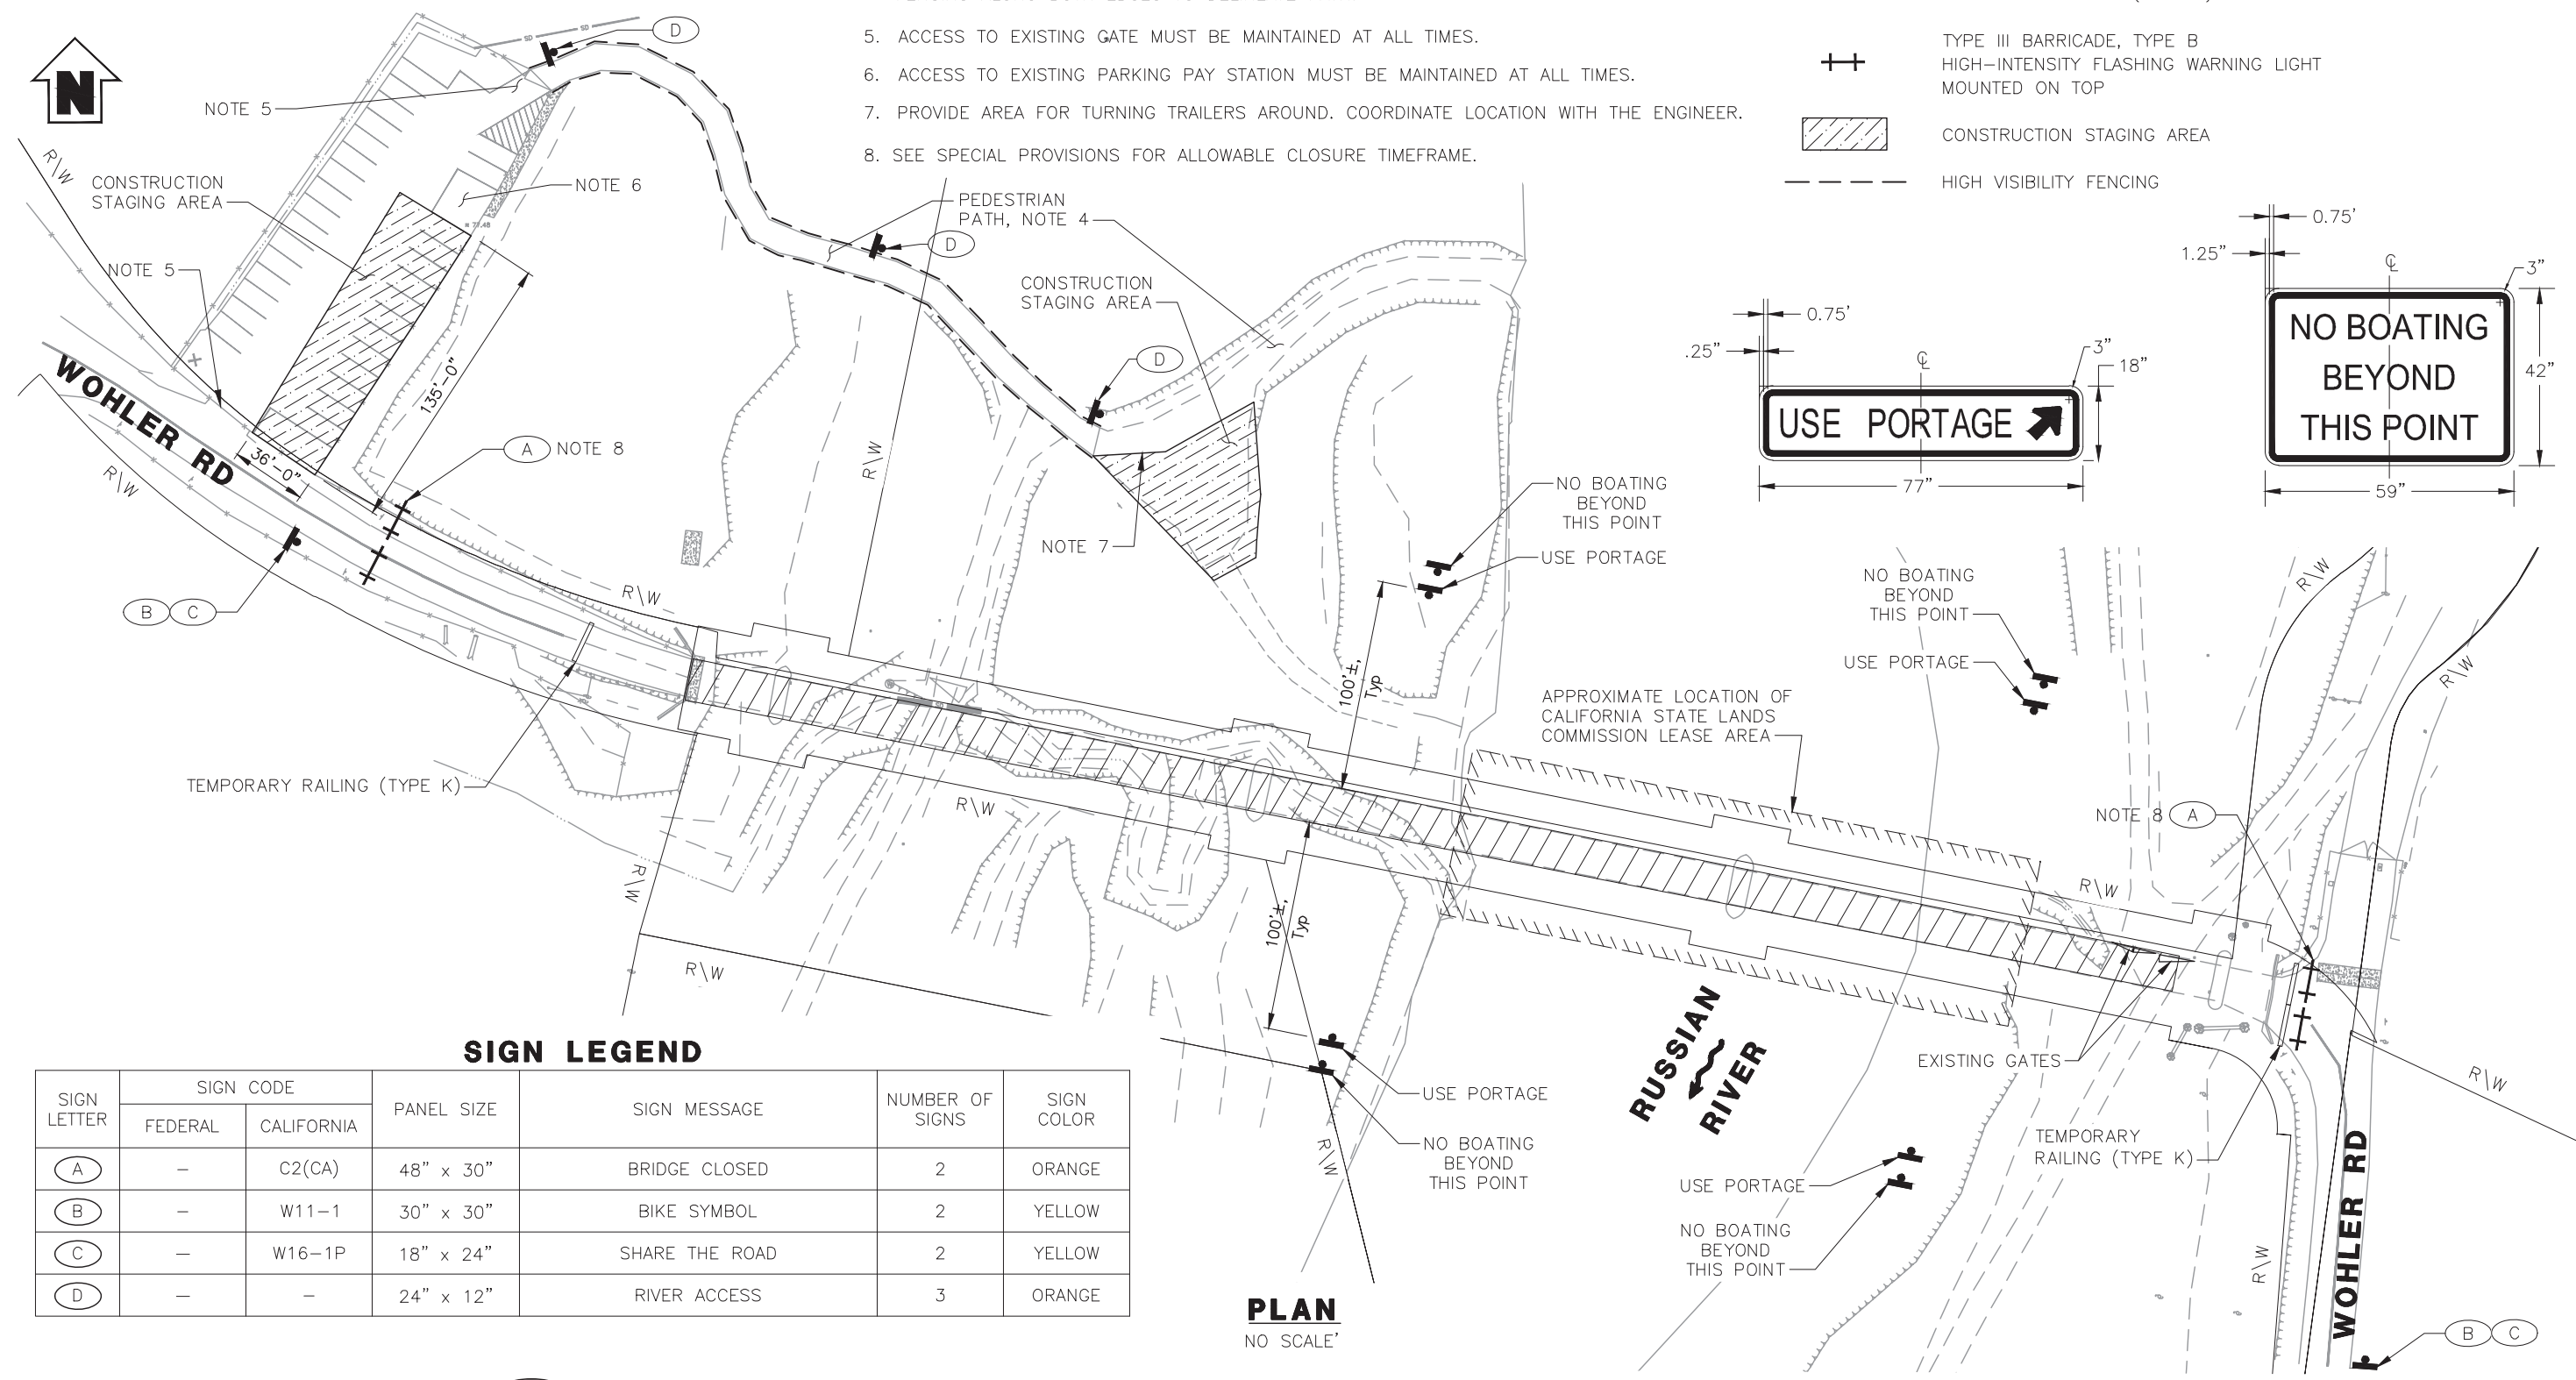 5. ACCESS TO EXISTING GATE MUST BE MAINTAINED AT ALL TIMES.
6. ACCESS TO EXISTING PARKING PAY STATION MUST BE MAINTAINED AT ALL TIMES.
7. PROVIDE AREA FOR TURNING TRAILERS AROUND. COORDINATE LOCATION WITH THE ENGINEER.
8. SEE SPECIAL PROVISIONS FOR ALLOWABLE CLOSURE TIMEFRAME.
TYPE III BARRICADE, TYPE B
HIGH-INTENSITY FLASHING WARNING LIGHT
MOUNTED ON TOP
CONSTRUCTION STAGING AREA
HIGH VISIBILITY FENCING
N
SD
SD
D
NOTE 5
R\W
CONSTRUCTION
STAGING AREA
NOTE 6
NOTE 5
135'-0"
36'-0"
WOHLER RD
R\W
A NOTE 8
B C
D
PEDESTRIAN
PATH, NOTE 4
CONSTRUCTION
STAGING AREA
D
R\W
NOTE 7
NO BOATING
BEYOND
THIS POINT
USE PORTAGE
0.75'
.25"
℄
3"
18"
USE PORTAGE
77"
0.75'
1.25"
℄
3"
NO BOATING
BEYOND
THIS POINT
42"
59"
R\W
100'±,
Typ
NO BOATING
BEYOND
THIS POINT
USE PORTAGE
R\W
R\W
APPROXIMATE LOCATION OF
CALIFORNIA STATE LANDS
COMMISSION LEASE AREA
TEMPORARY RAILING (TYPE K)
R\W
NOTE 8 A
R\W
R\W
R\W
100'±,
Typ
RUSSIAN
RIVER
EXISTING GATES
USE PORTAGE
NO BOATING
BEYOND
THIS POINT
R\W
USE PORTAGE
NO BOATING
BEYOND
THIS POINT
TEMPORARY
RAILING (TYPE K)
R\W
R\W
WOHLER RD
B C
SIGN LEGEND
SIGN LETTER SIGN CODE PANEL SIZE SIGN MESSAGE NUMBER OF SIGNS SIGN COLOR
FEDERAL CALIFORNIA
A - C2(CA) 48" x 30" BRIDGE CLOSED 2 ORANGE
B - W11-1 30" x 30" BIKE SYMBOL 2 YELLOW
C - W16-1P 18" x 24" SHARE THE ROAD 2 YELLOW
D - - 24" x 12" RIVER ACCESS 3 ORANGE
PLAN
NO SCALE'